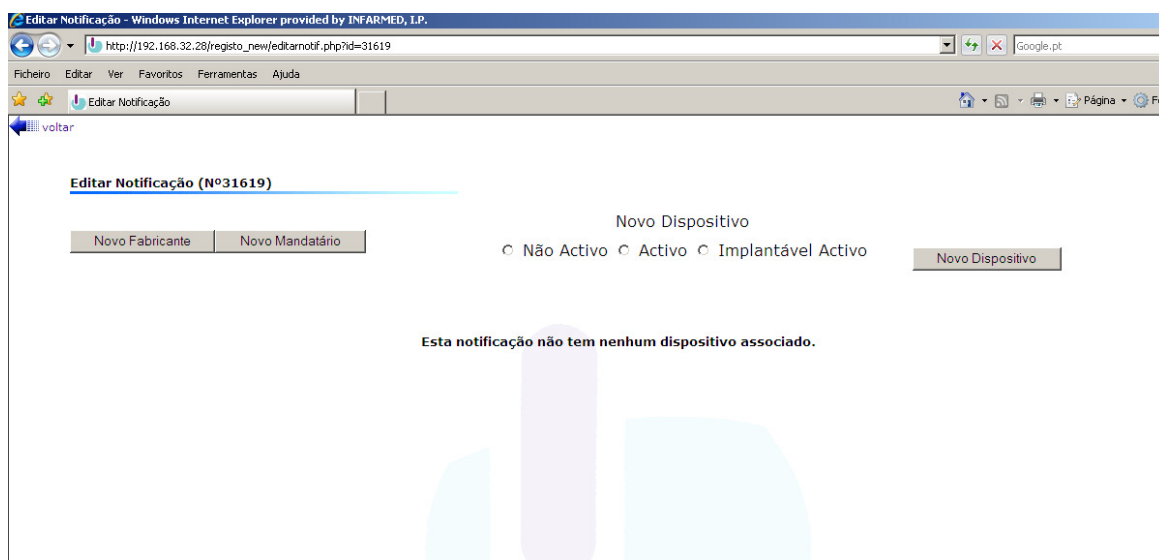 Editar Notificação - Windows Internet Explorer provided by INFARMED, I.P.
http://192.168.32.28/registo_new/editarnotif.php?id=31619
Google.pt
Ficheiro Editar Ver Favoritos Ferramentas Ajuda
Editar Notificação
Página
voltar
Editar Notificação (Nº31619)
Novo Dispositivo
Novo Fabricante Novo Mandatário
Não Activo Activo Implantável Activo
Novo Dispositivo
Esta notificação não tem nenhum dispositivo associado.